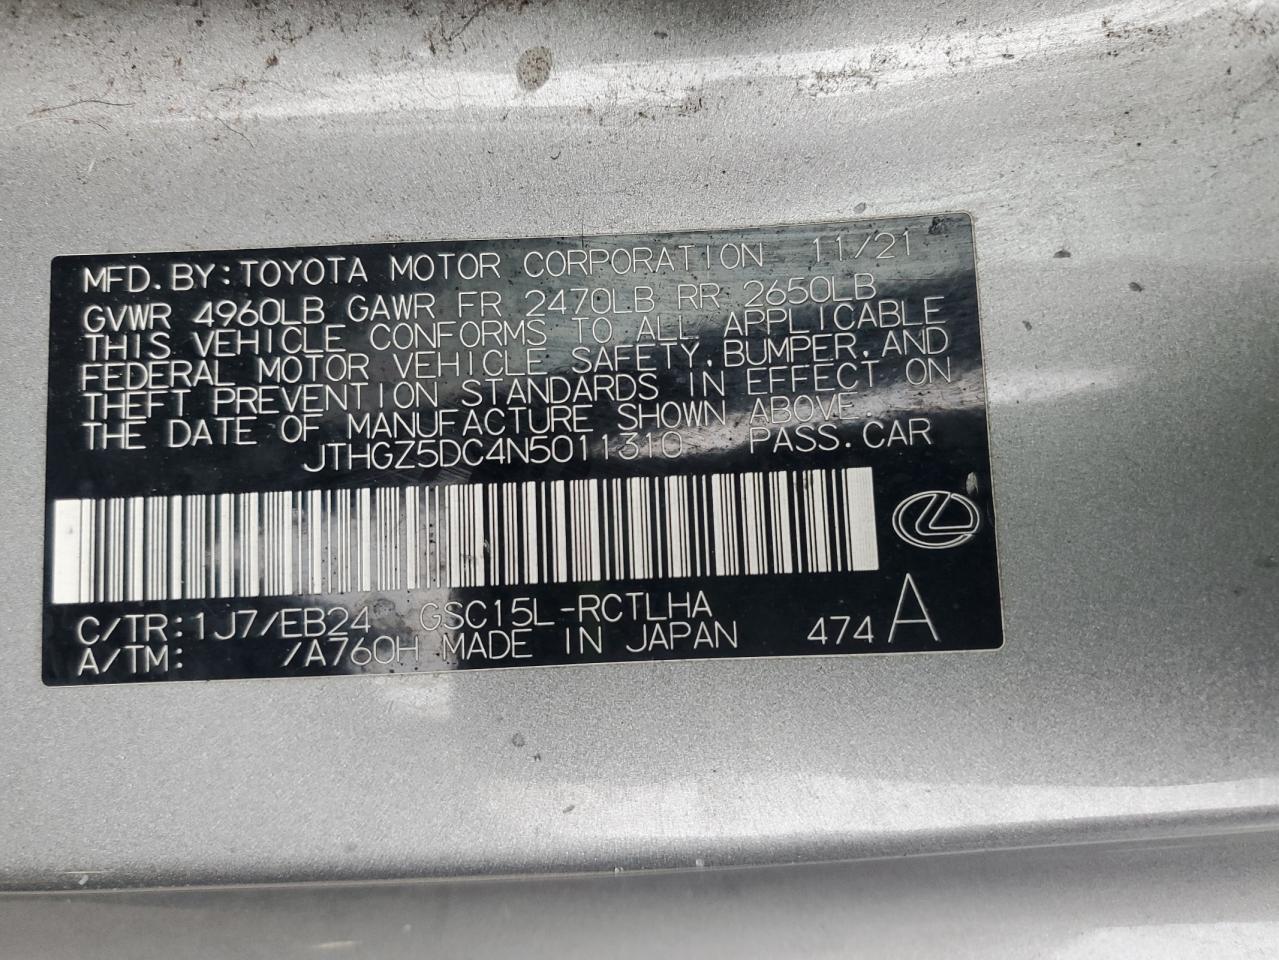 MFD. BY: TOYOTA MOTOR CORPORATION 11/21
GVWR 4960LB GAWR FR 2470LB RR 2650LB
THIS VEHICLE CONFORMS TO ALL APPLICABLE
FEDERAL MOTOR VEHICLE SAFETY, BUMPER, AND
THEFT PREVENTION STANDARDS IN EFFECT ON
THE DATE OF MANUFACTURE SHOWN ABOVE.
JTHGZ5DC4N5011310 PASS. CAR
C/TR: 1J7/EB24 GSC15L-RCTLHA
A/TM: /A760H MADE IN JAPAN 474 A